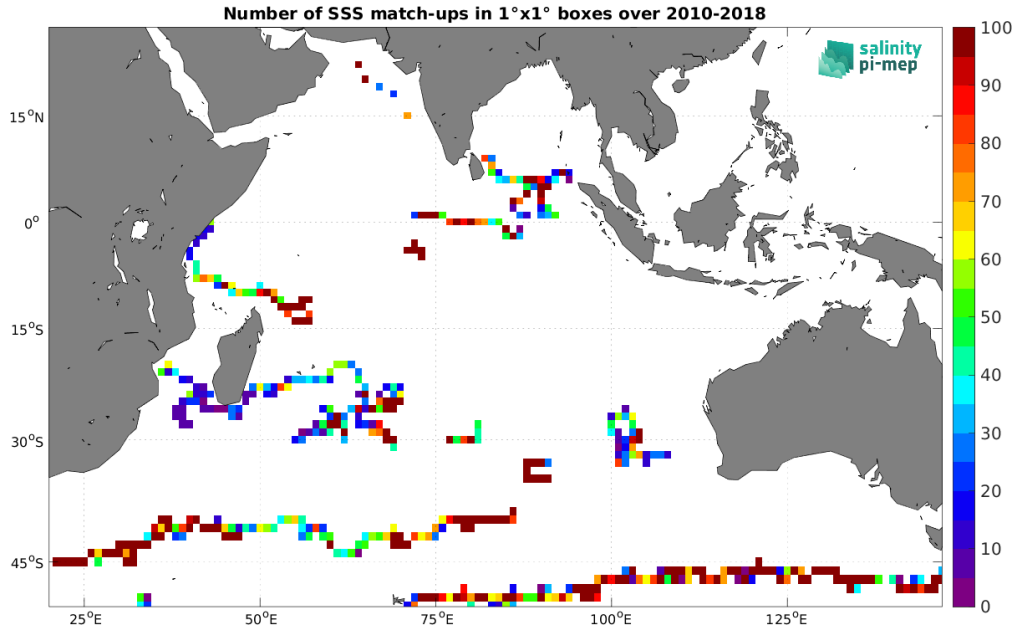 Number of SSS match-ups in 1°x1° boxes over 2010-2018
salinity
pi-mep
15°N
0°
15°S
30°S
45°S
25°E
50°E
75°E
100°E
125°E
100
90
80
70
60
50
40
30
20
10
0